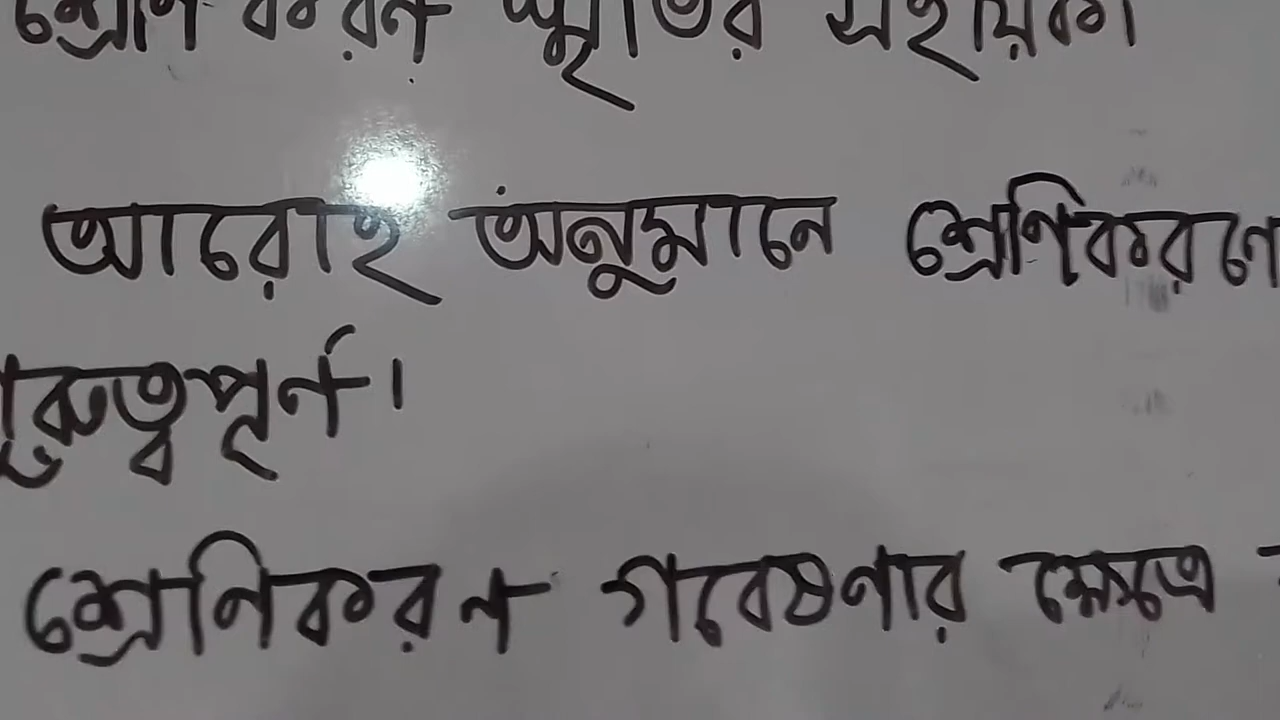 শ্রেণিকরণ স্মৃতির সহায়ক।
আরোহ অনুমানে শ্রেণিকরণে
গুরুত্বপূর্ণ।
শ্রেণিকরণ গবেষণার ক্ষেত্রে